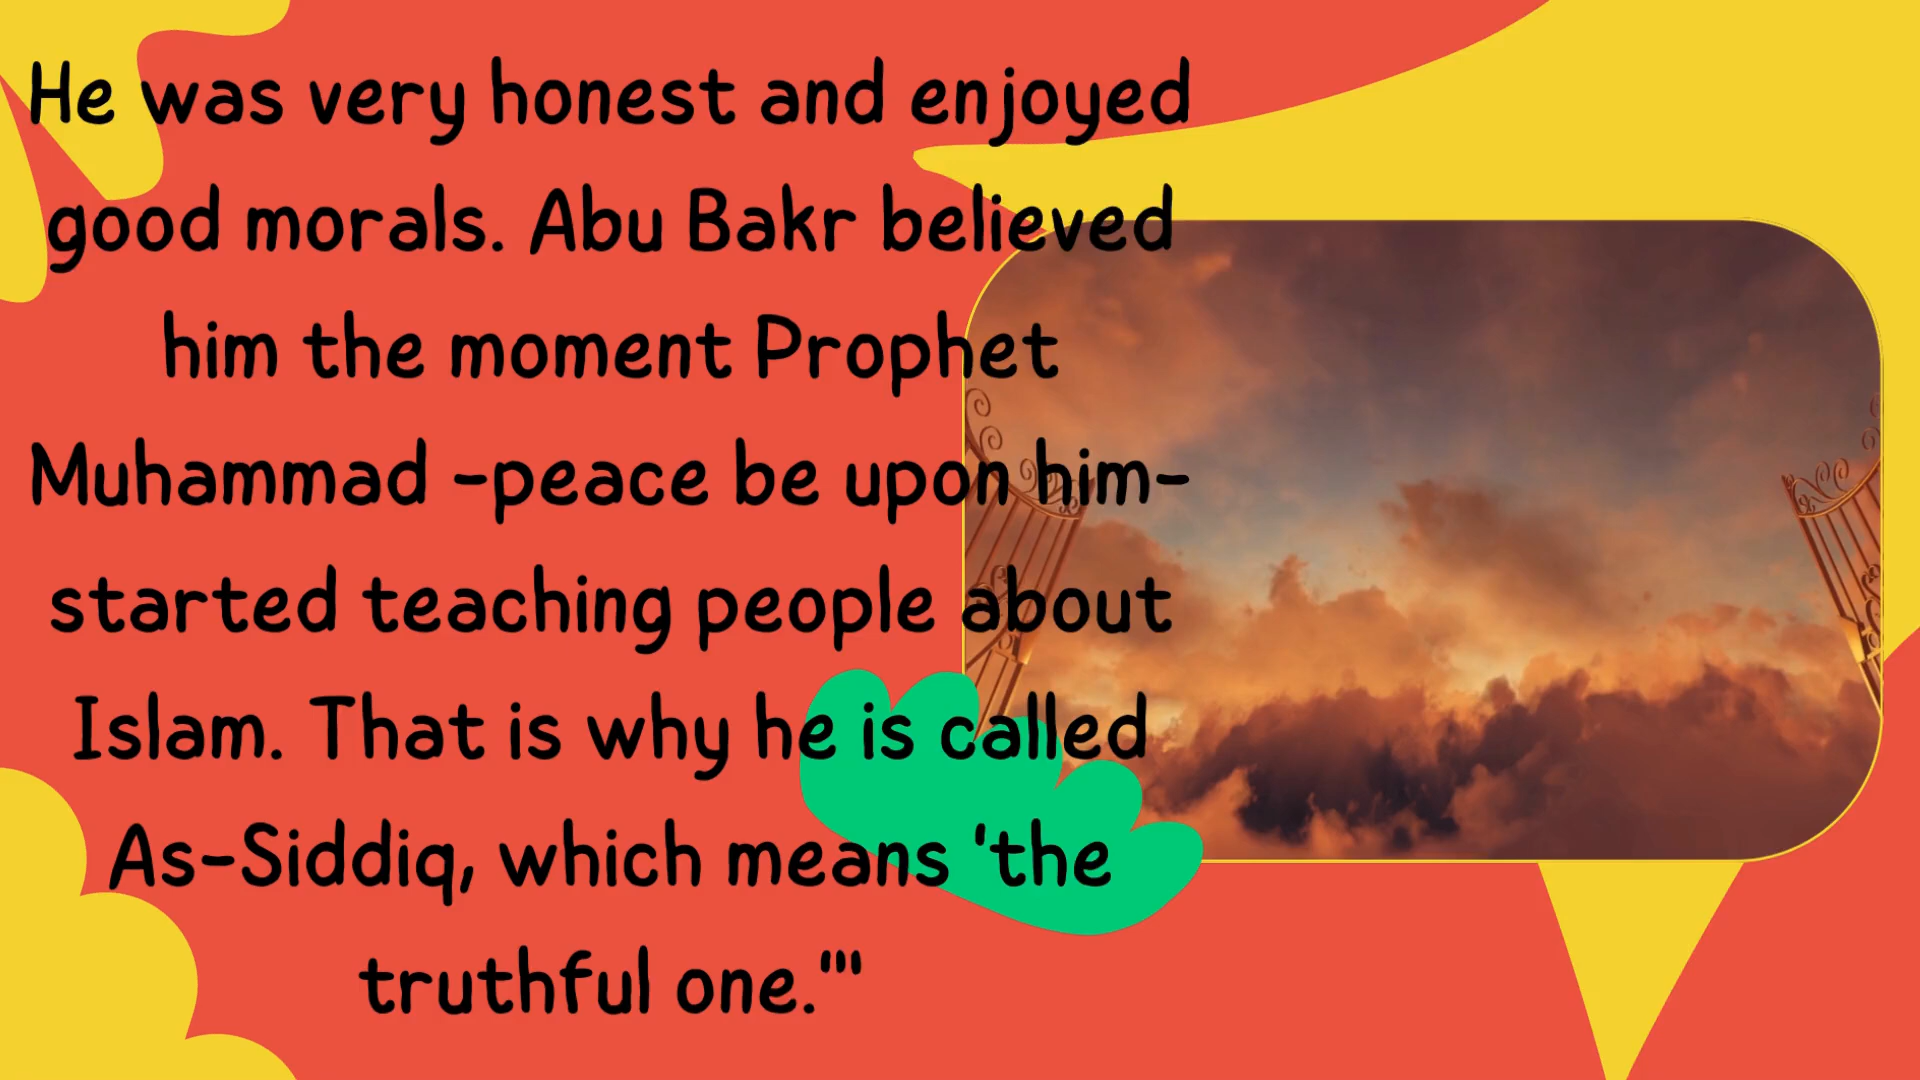 He was very honest and enjoyed
good morals. Abu Bakr believed
him the moment Prophet
Muhammad -peace be upon him-
started teaching people about
Islam. That is why he is called
As-Siddiq, which means 'the
truthful one.'"